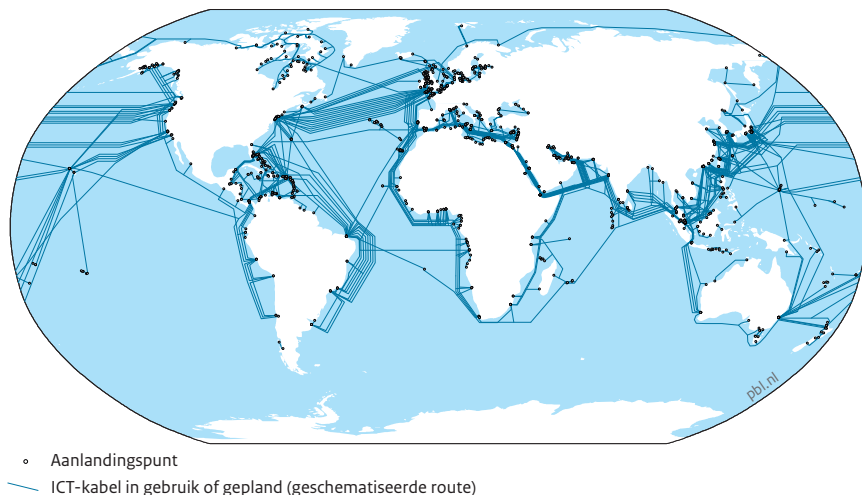 pbl.nl
Aanlandingspunt
ICT-kabel in gebruik of gepland (geschematiseerde route)